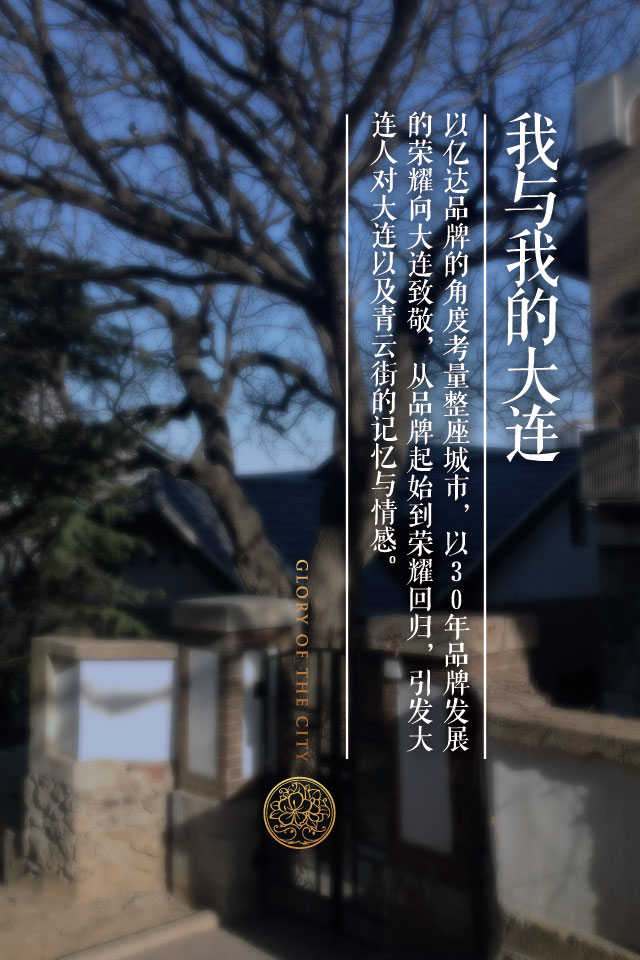 我与我的大连
以亿达品牌的角度考量整座城市，以30年品牌发展
的荣耀向大连致敬，从品牌起始到荣耀回归，引发大
连人对大连以及青云街的记忆与情感。
GLORY OF THE CITY